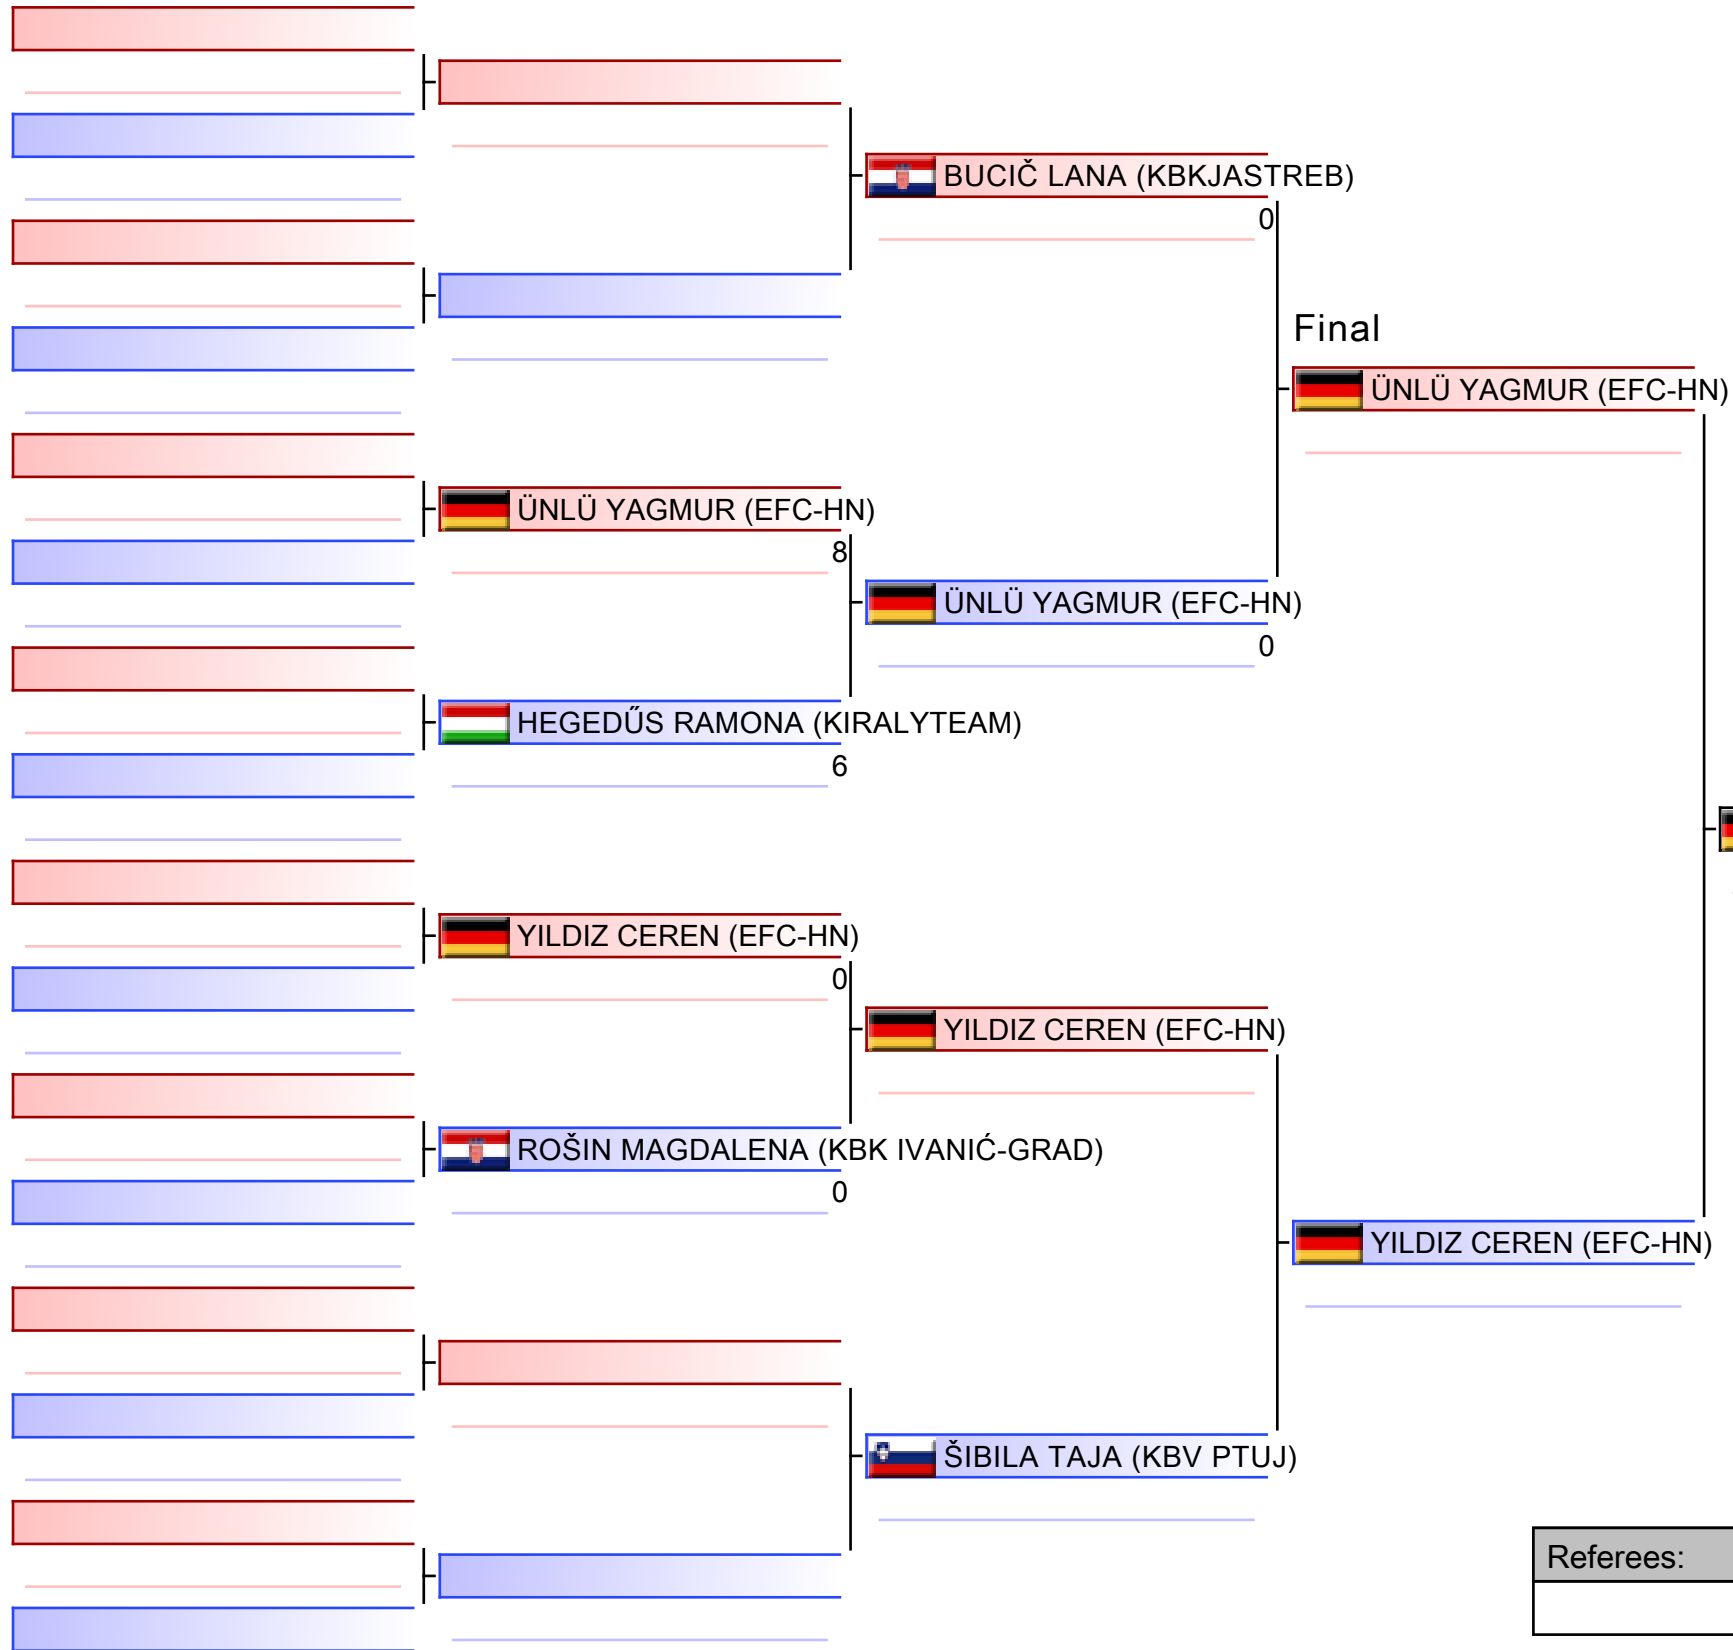 BUCIČ LANA (KBKJASTREB)
0
Final
ÜNLÜ YAGMUR (EFC-HN)
ÜNLÜ YAGMUR (EFC-HN)
8
ÜNLÜ YAGMUR (EFC-HN)
0
HEGEDŰS RAMONA (KIRALYTEAM)
6
YILDIZ CEREN (EFC-HN)
0
YILDIZ CEREN (EFC-HN)
ROŠIN MAGDALENA (KBK IVANIĆ-GRAD)
0
YILDIZ CEREN (EFC-HN)
ŠIBILA TAJA (KBV PTUJ)
Referees: